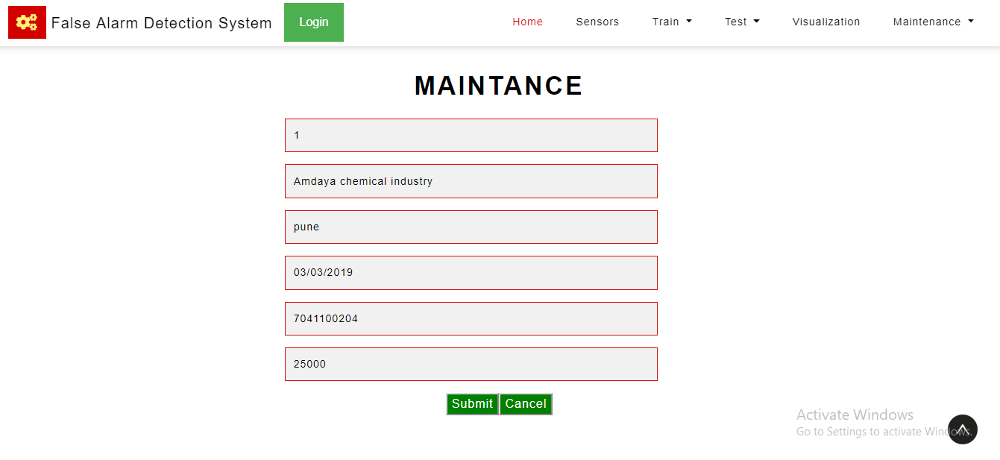 False Alarm Detection System Login Home Sensors Train Test Visualization Maintenance
MAINTANCE
1
Amdaya chemical industry
pune
03/03/2019
7041100204
25000
Submit Cancel
Activate Windows
Go to Settings to activate Windows.